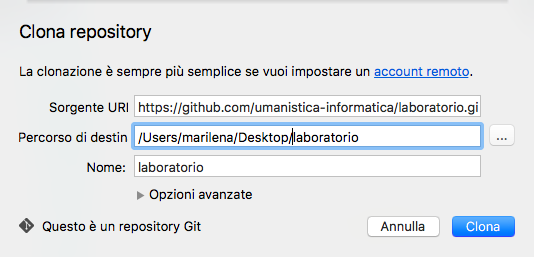 Clona repository
La clonazione è sempre più semplice se vuoi impostare un account remoto.
Sorgente URl https://github.com/umanistica-informatica/laboratorio.gi
Percorso di destin /Users/marilena/Desktop/laboratorio ...
Nome: laboratorio
Opzioni avanzate
Questo è un repository Git Annulla Clona